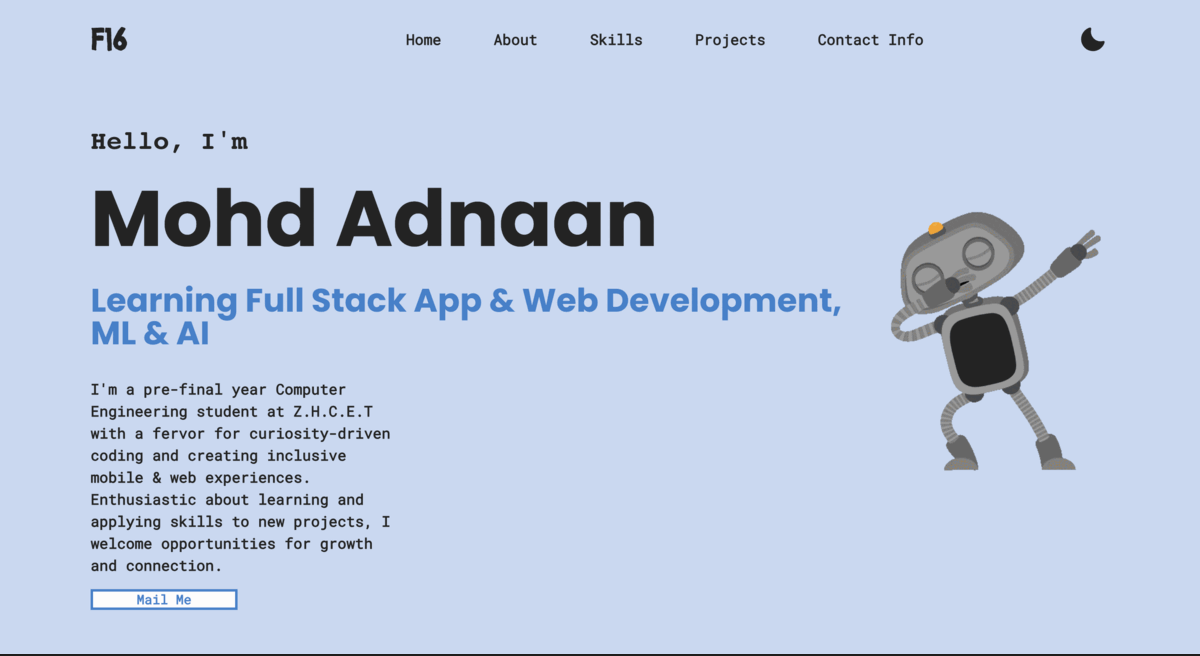 F16
Home About Skills Projects Contact Info
Hello, I'm
Mohd Adnaan
Learning Full Stack App & Web Development,
ML & AI
I'm a pre-final year Computer
Engineering student at Z.H.C.E.T
with a fervor for curiosity-driven
coding and creating inclusive
mobile & web experiences.
Enthusiastic about learning and
applying skills to new projects, I
welcome opportunities for growth
and connection.
Mail Me